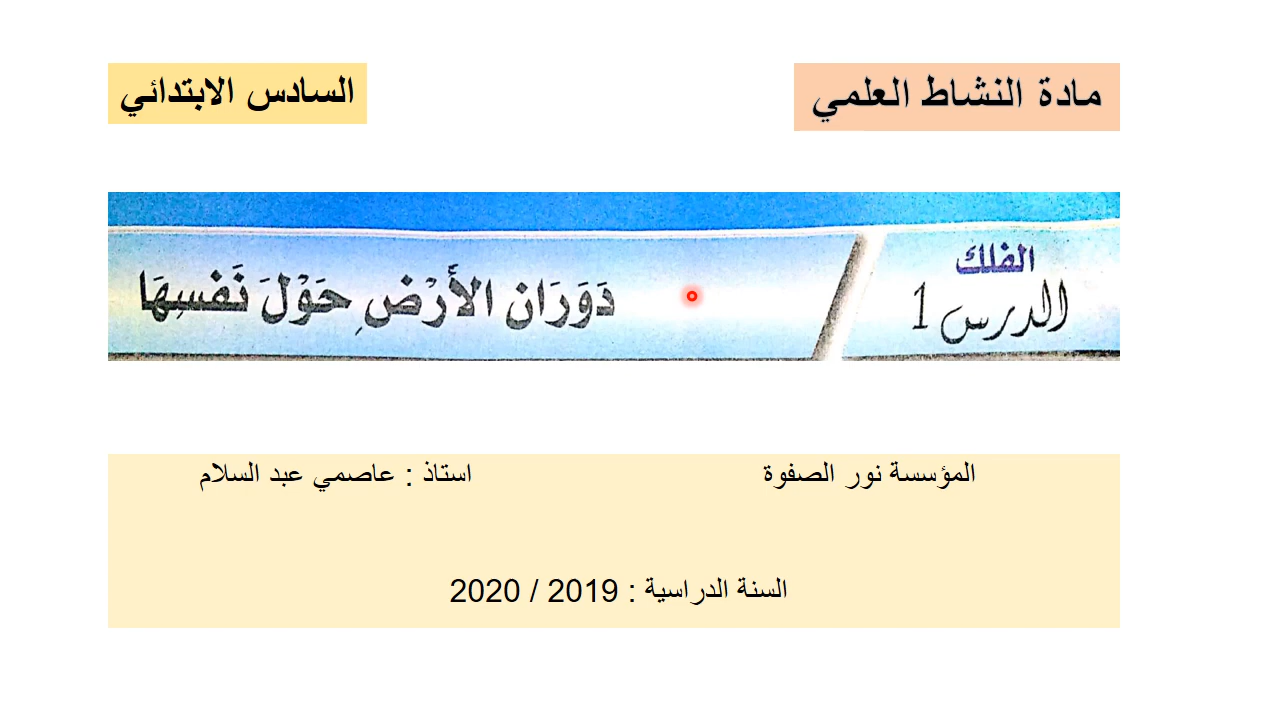 مادة النشاط العلمي
السادس الابتدائي
الفلك
الدرس 1
دَوَرَان الأَرْضِ حَوْلَ نَفْسِهَا
المؤسسة نور الصفوة
استاذ : عاصمي عبد السلام
السنة الدراسية : 2019 / 2020